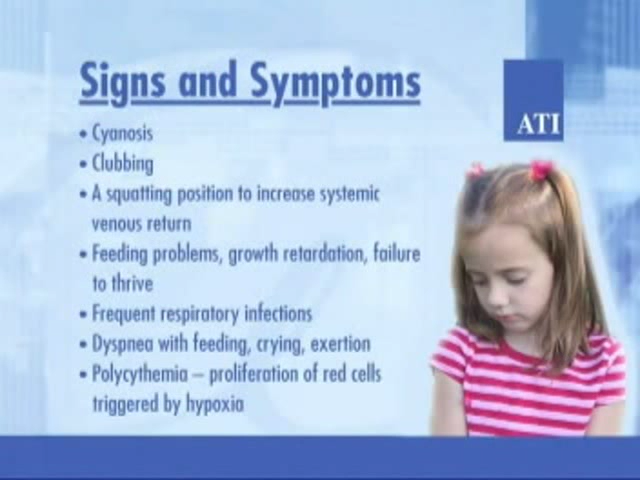 Signs and Symptoms
ATI
• Cyanosis
• Clubbing
• A squatting position to increase systemic
venous return
• Feeding problems, growth retardation, failure
to thrive
• Frequent respiratory infections
• Dyspnea with feeding, crying, exertion
• Polycythemia – proliferation of red cells
triggered by hypoxia